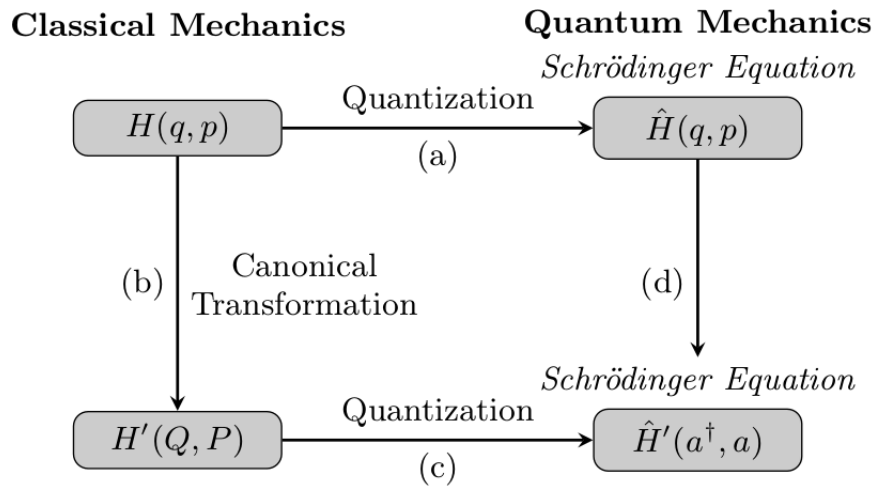 Classical Mechanics
Quantum Mechanics
Schrödinger Equation
H(q, p)
Quantization
(a)
Ĥ(q, p)
(b)
Canonical
Transformation
(d)
Schrödinger Equation
H′(Q, P)
Quantization
(c)
Ĥ′(a†, a)